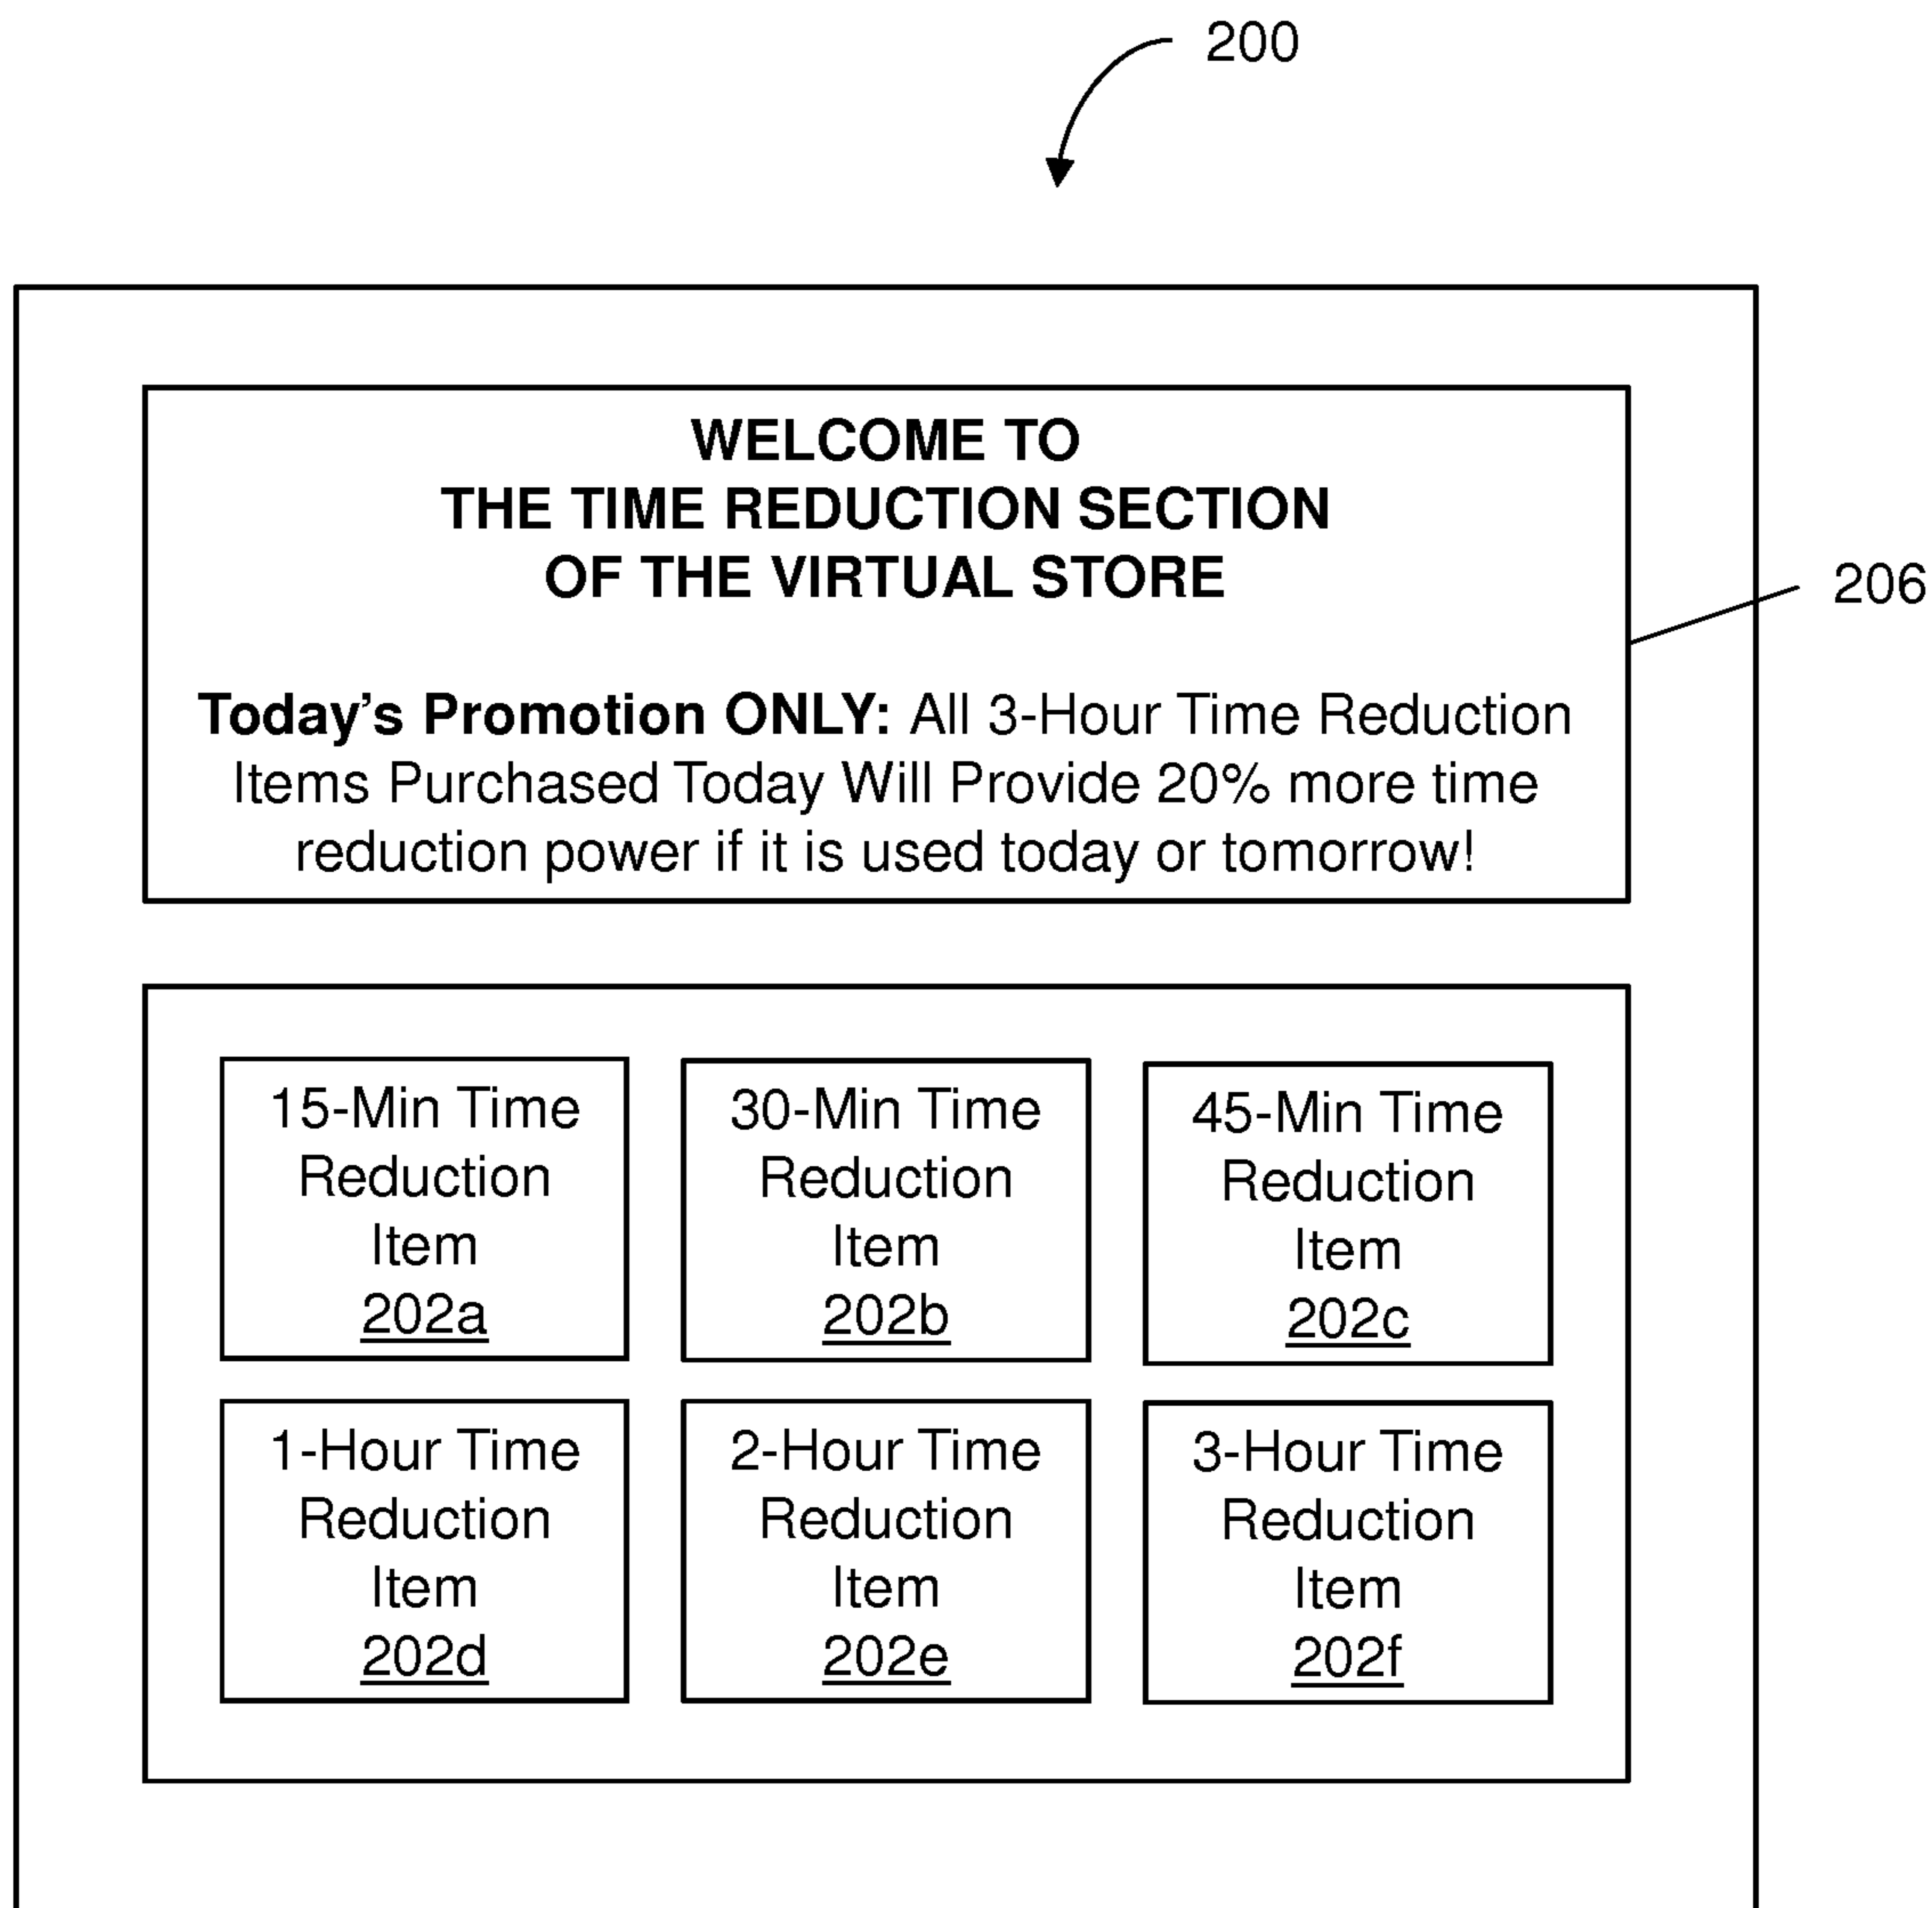 200
WELCOME TO
THE TIME REDUCTION SECTION
OF THE VIRTUAL STORE
206
Today's Promotion ONLY: All 3-Hour Time Reduction
Items Purchased Today Will Provide 20% more time
reduction power if it is used today or tomorrow!
15-Min Time
Reduction
Item
202a
30-Min Time
Reduction
Item
202b
45-Min Time
Reduction
Item
202c
1-Hour Time
Reduction
Item
202d
2-Hour Time
Reduction
Item
202e
3-Hour Time
Reduction
Item
202f